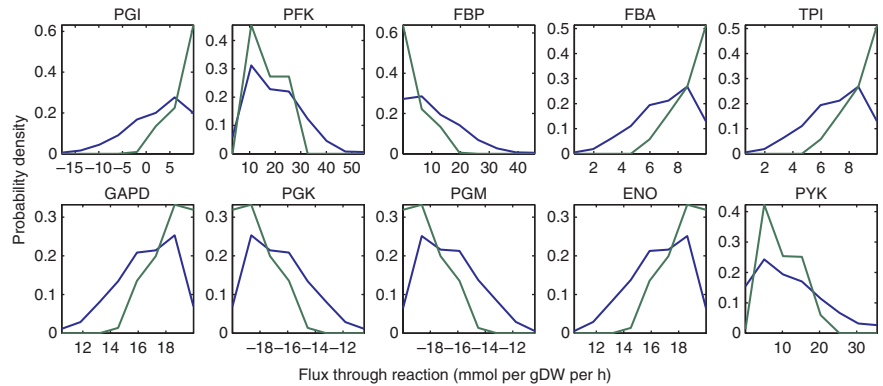 PGI PFK FBP FBA TPI
0.6 0.4 0.2 0
0.4 0.3 0.2 0.1 0
0.6 0.4 0.2 0
0.5 0.4 0.3 0.2 0.1 0
0.5 0.4 0.3 0.2 0.1 0
−15 −10 −5 0 5
10 20 30 40 50
10 20 30 40
2 4 6 8
2 4 6 8
Probability density
GAPD PGK PGM ENO PYK
0.3 0.2 0.1 0
0.3 0.2 0.1 0
0.3 0.2 0.1 0
0.3 0.2 0.1 0
0.4 0.3 0.2 0.1 0
12 14 16 18
−18 −16 −14 −12
−18 −16 −14 −12
12 14 16 18
10 20 30
Flux through reaction (mmol per gDW per h)